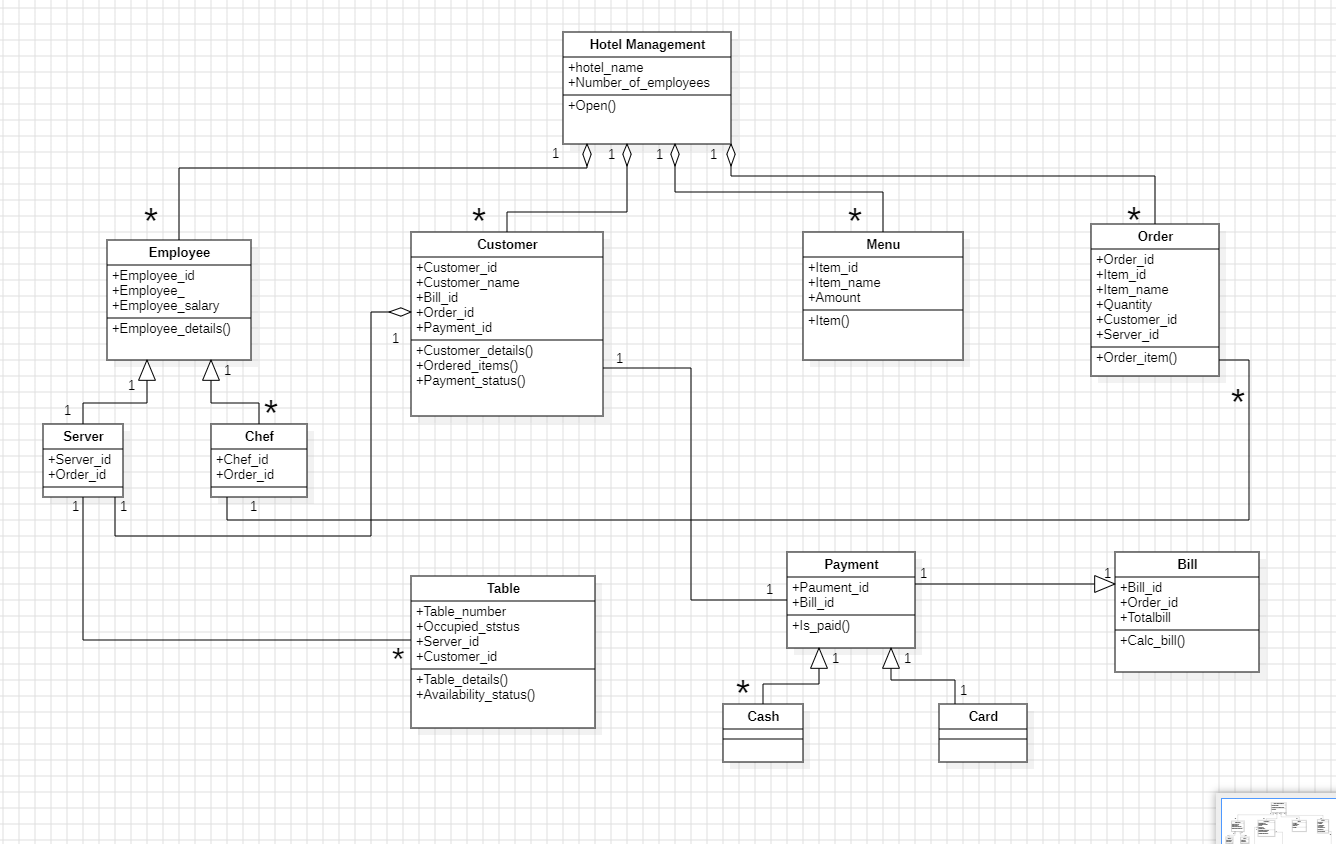 Hotel Management
+hotel_name
+Number_of_employees
+Open()
1
1
1
1
*
*
*
*
Employee
+Employee_id
+Employee_
+Employee_salary
+Employee_details()
Customer
+Customer_id
+Customer_name
+Bill_id
+Order_id
+Payment_id
+Customer_details()
+Ordered_items()
+Payment_status()
Menu
+Item_id
+Item_name
+Amount
+Item()
Order
+Order_id
+Item_id
+Item_name
+Quantity
+Customer_id
+Server_id
+Order_item()
1
1
1
1
*
1
*
Server
+Server_id
+Order_id
Chef
+Chef_id
+Order_id
1
1
1
Table
+Table_number
+Occupied_ststus
+Server_id
+Customer_id
+Table_details()
+Availability_status()
*
1
Payment
+Paument_id
+Bill_id
+Is_paid()
1
1
Bill
+Bill_id
+Order_id
+Totalbill
+Calc_bill()
1
1
*
1
Cash
Card